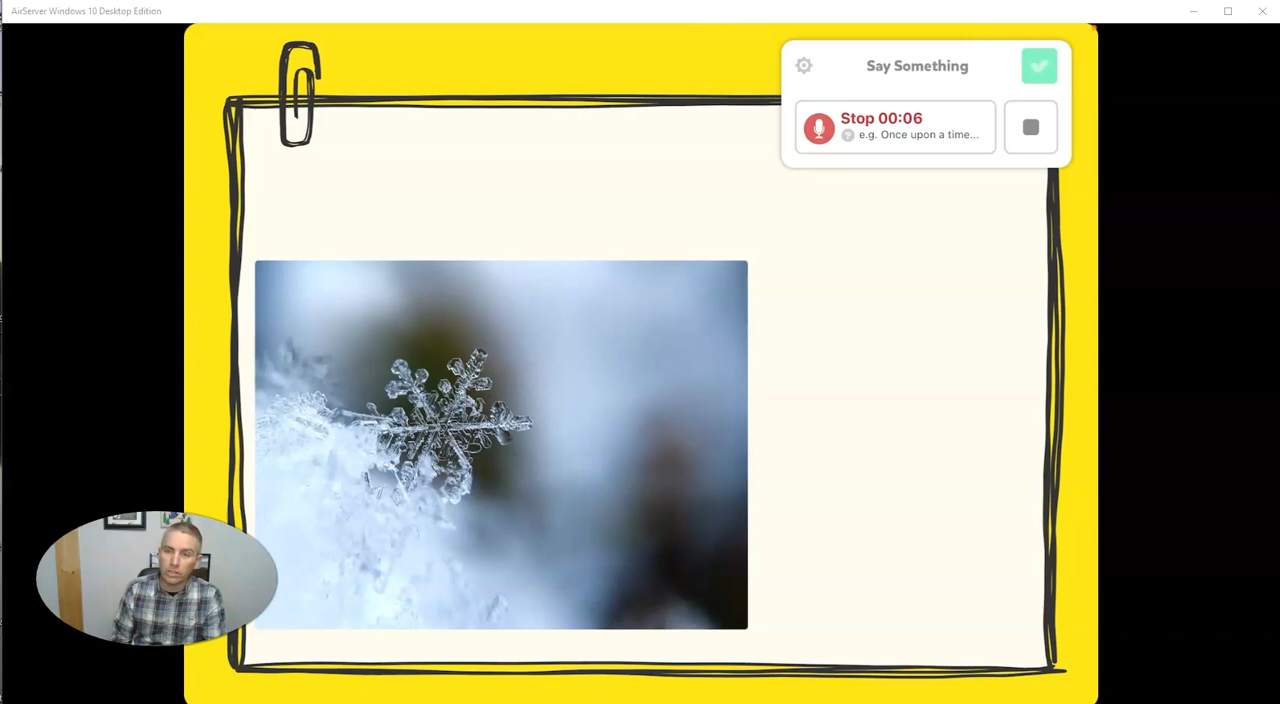 AirServer Windows 10 Desktop Edition
Say Something
Stop 00:06
? e.g. Once upon a time...